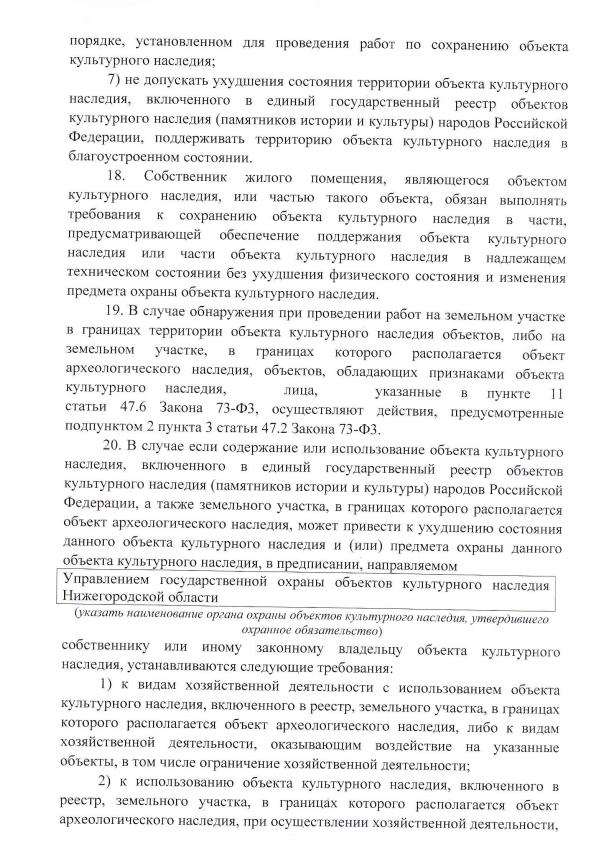 порядке, установленном для проведения работ по сохранению объекта
культурного наследия;
7) не допускать ухудшения состояния территории объекта культурного
наследия, включенного в единый государственный реестр объектов
культурного наследия (памятников истории и культуры) народов Российской
Федерации, поддерживать территорию объекта культурного наследия в
благоустроенном состоянии.
18. Собственник жилого помещения, являющегося объектом
культурного наследия, или частью такого объекта, обязан выполнять
требования к сохранению объекта культурного наследия в части,
предусматривающей обеспечение поддержания объекта культурного
наследия или части объекта культурного наследия в надлежащем
техническом состоянии без ухудшения физического состояния и изменения
предмета охраны объекта культурного наследия.
19. В случае обнаружения при проведении работ на земельном участке
в границах территории объекта культурного наследия объектов, либо на
земельном участке, в границах которого располагается объект
археологического наследия, объектов, обладающих признаками объекта
культурного наследия, лица, указанные в пункте 11
статьи 47.6 Закона 73-ФЗ, осуществляют действия, предусмотренные
подпунктом 2 пункта 3 статьи 47.2 Закона 73-ФЗ.
20. В случае если содержание или использование объекта культурного
наследия, включенного в единый государственный реестр объектов
культурного наследия (памятников истории и культуры) народов Российской
Федерации, а также земельного участка, в границах которого располагается
объект археологического наследия, может привести к ухудшению состояния
данного объекта культурного наследия и (или) предмета охраны данного
объекта культурного наследия, в предписании, направляемом
Управлением государственной охраны объектов культурного наследия
Нижегородской области
(указать наименование органа охраны объектов культурного наследия, утвердившего
охранное обязательство)
собственнику или иному законному владельцу объекта культурного
наследия, устанавливаются следующие требования:
1) к видам хозяйственной деятельности с использованием объекта
культурного наследия, включенного в реестр, земельного участка, в границах
которого располагается объект археологического наследия, либо к видам
хозяйственной деятельности, оказывающим воздействие на указанные
объекты, в том числе ограничение хозяйственной деятельности;
2) к использованию объекта культурного наследия, включенного в
реестр, земельного участка, в границах которого располагается объект
археологического наследия, при осуществлении хозяйственной деятельности,